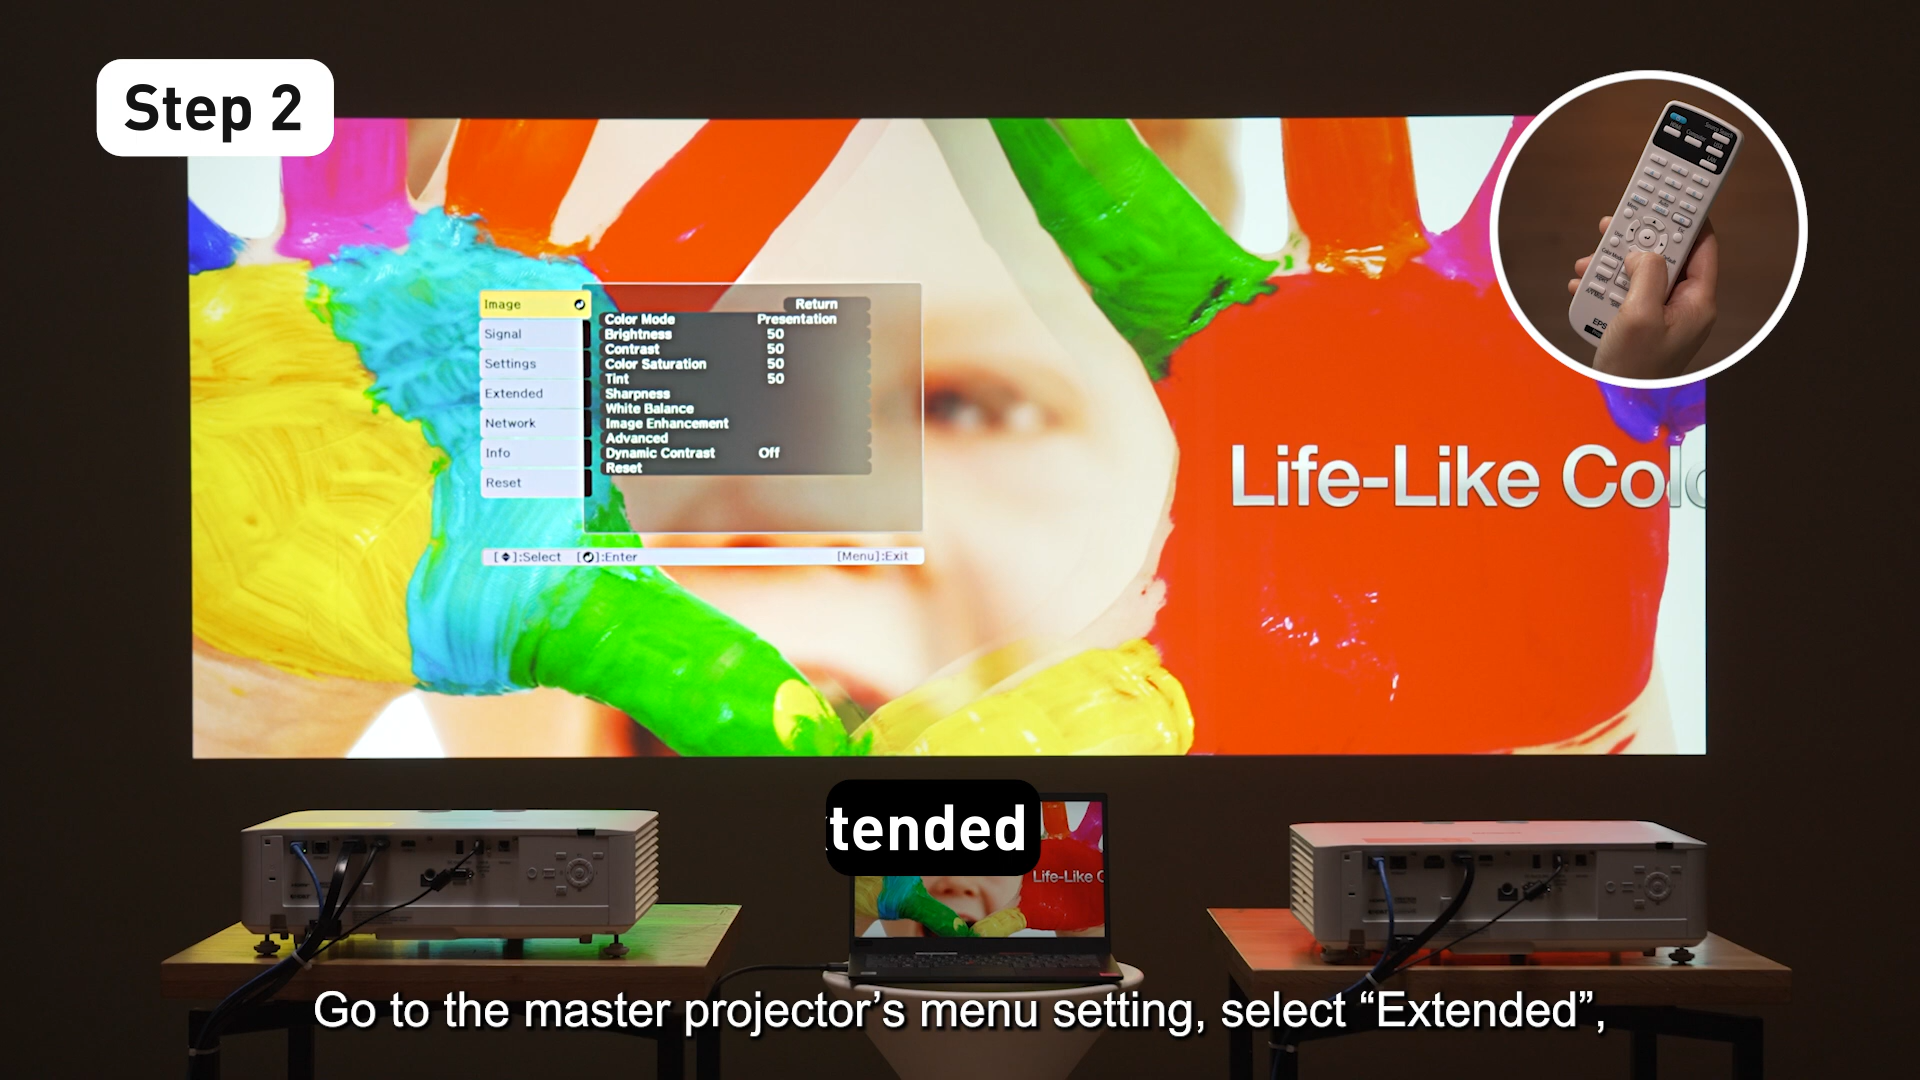 Step 2
Image
Signal
Settings
Extended
Network
Info
Reset
Return
Color Mode Presentation
Brightness 50
Contrast 50
Color Saturation 50
Tint 50
Sharpness
White Balance
Image Enhancement
Advanced
Dynamic Contrast Off
Reset
[ ]:Select [ ]:Enter [Menu]:Exit
Life-Like Colo
EPS
tended
Life-Like C
Go to the master projector’s menu setting, select “Extended”,